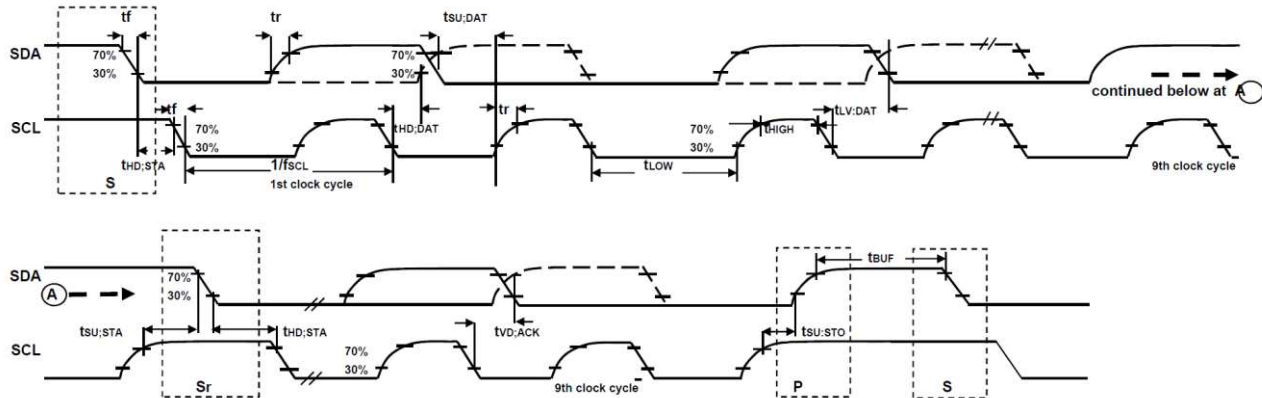 tf tr tSU;DAT
SDA 70% 70%
30% 30%
continued below at A
tf tHD;DAT tr tLV:DAT
SCL 70% 70% tHIGH
tHD;STA 30% 30%
1/fSCL tLOW
S 1st clock cycle 9th clock cycle
SDA 70% tBUF
A 30%
tSU;STA tHD;STA tVD;ACK tSU:STO
SCL 70%
30%
Sr 9th clock cycle P S